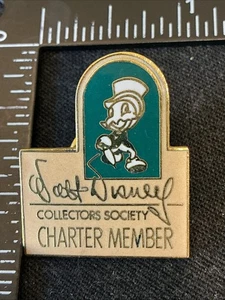 Walt Disney
COLLECTORS SOCIETY
CHARTER MEMBER